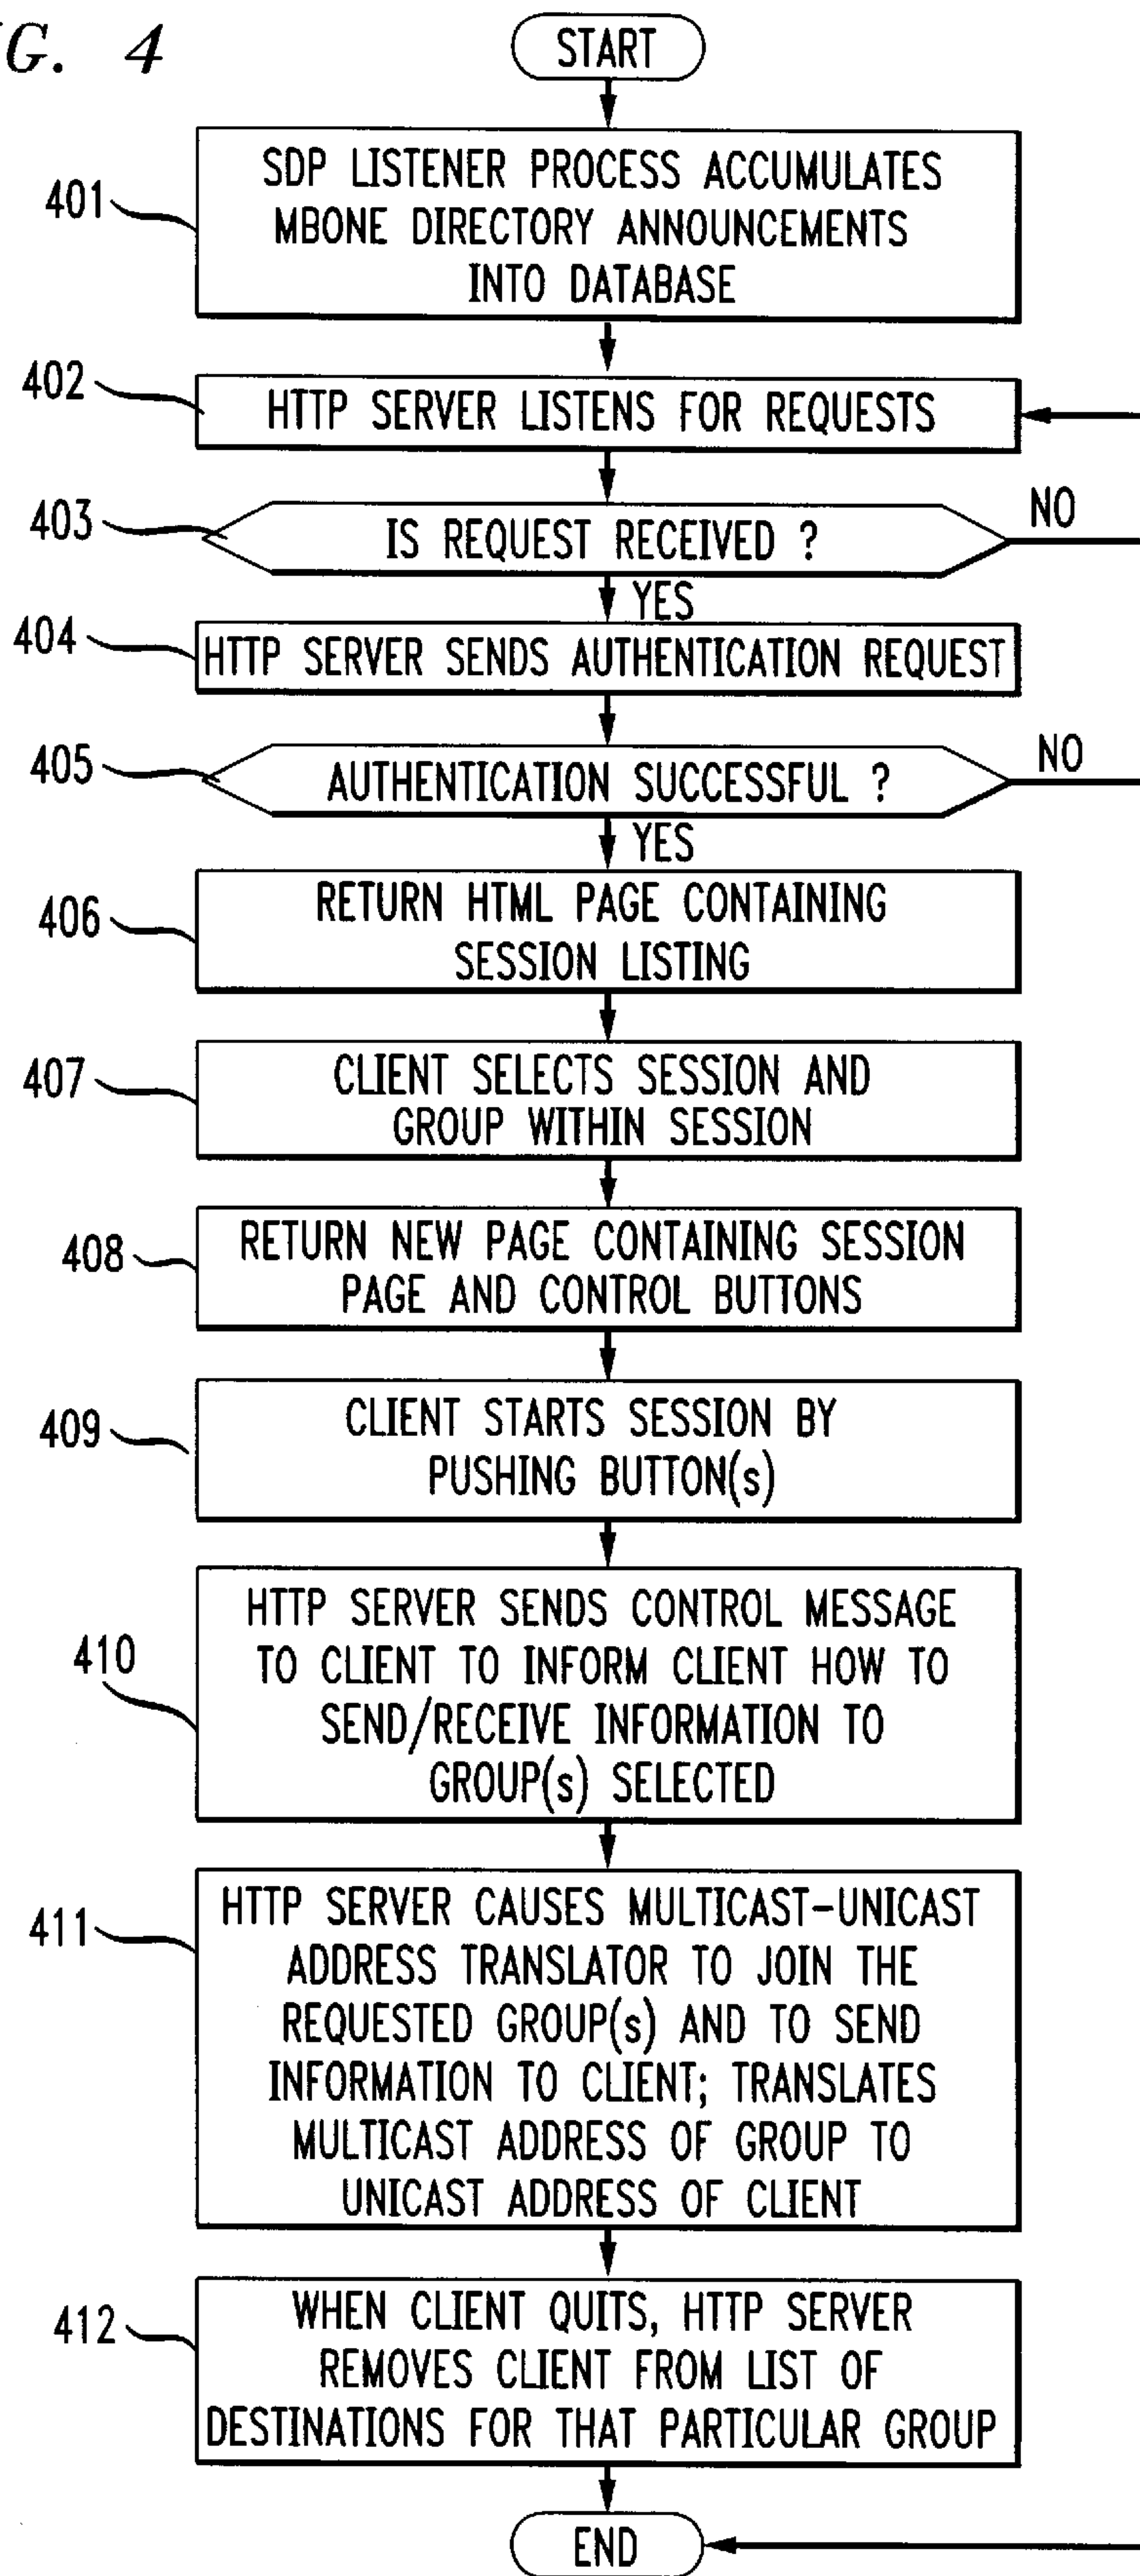 G. 4
START
401
SDP LISTENER PROCESS ACCUMULATES
MBONE DIRECTORY ANNOUNCEMENTS
INTO DATABASE
402
HTTP SERVER LISTENS FOR REQUESTS
403
IS REQUEST RECEIVED ?
NO
YES
404
HTTP SERVER SENDS AUTHENTICATION REQUEST
405
AUTHENTICATION SUCCESSFUL ?
NO
YES
406
RETURN HTML PAGE CONTAINING
SESSION LISTING
407
CLIENT SELECTS SESSION AND
GROUP WITHIN SESSION
408
RETURN NEW PAGE CONTAINING SESSION
PAGE AND CONTROL BUTTONS
409
CLIENT STARTS SESSION BY
PUSHING BUTTON(s)
410
HTTP SERVER SENDS CONTROL MESSAGE
TO CLIENT TO INFORM CLIENT HOW TO
SEND/RECEIVE INFORMATION TO
GROUP(s) SELECTED
411
HTTP SERVER CAUSES MULTICAST-UNICAST
ADDRESS TRANSLATOR TO JOIN THE
REQUESTED GROUP(s) AND TO SEND
INFORMATION TO CLIENT; TRANSLATES
MULTICAST ADDRESS OF GROUP TO
UNICAST ADDRESS OF CLIENT
412
WHEN CLIENT QUITS, HTTP SERVER
REMOVES CLIENT FROM LIST OF
DESTINATIONS FOR THAT PARTICULAR GROUP
END